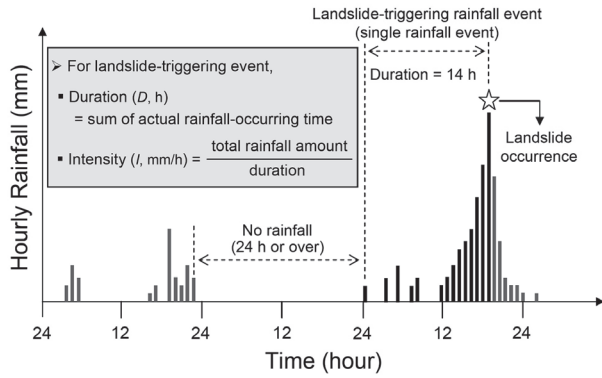 Landslide-triggering rainfall event
(single rainfall event)
Duration = 14 h
➢ For landslide-triggering event,
▪ Duration (D, h)
= sum of actual rainfall-occurring time
▪ Intensity (I, mm/h) = total rainfall amount
duration
Landslide
occurrence
No rainfall
(24 h or over)
Hourly Rainfall (mm)
24 12 24 12 24 12 24
Time (hour)